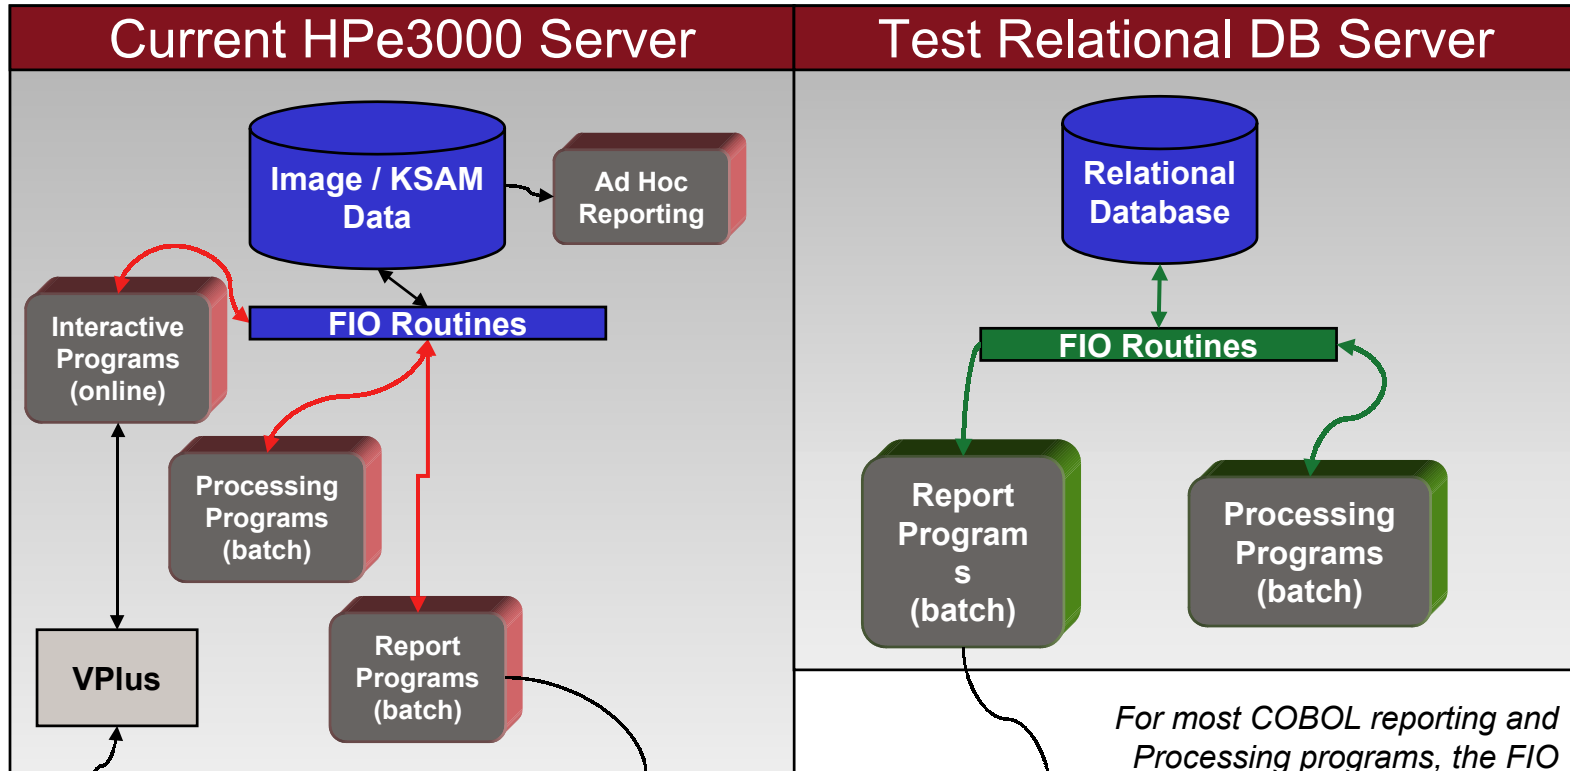 Current HPe3000 Server
Image / KSAM
Data
Ad Hoc
Reporting
FIO Routines
Interactive
Programs
(online)
Processing
Programs
(batch)
Report
Programs
(batch)
VPlus
Test Relational DB Server
Relational
Database
FIO Routines
Report
Program
s
(batch)
Processing
Programs
(batch)
For most COBOL reporting and
Processing programs, the FIO